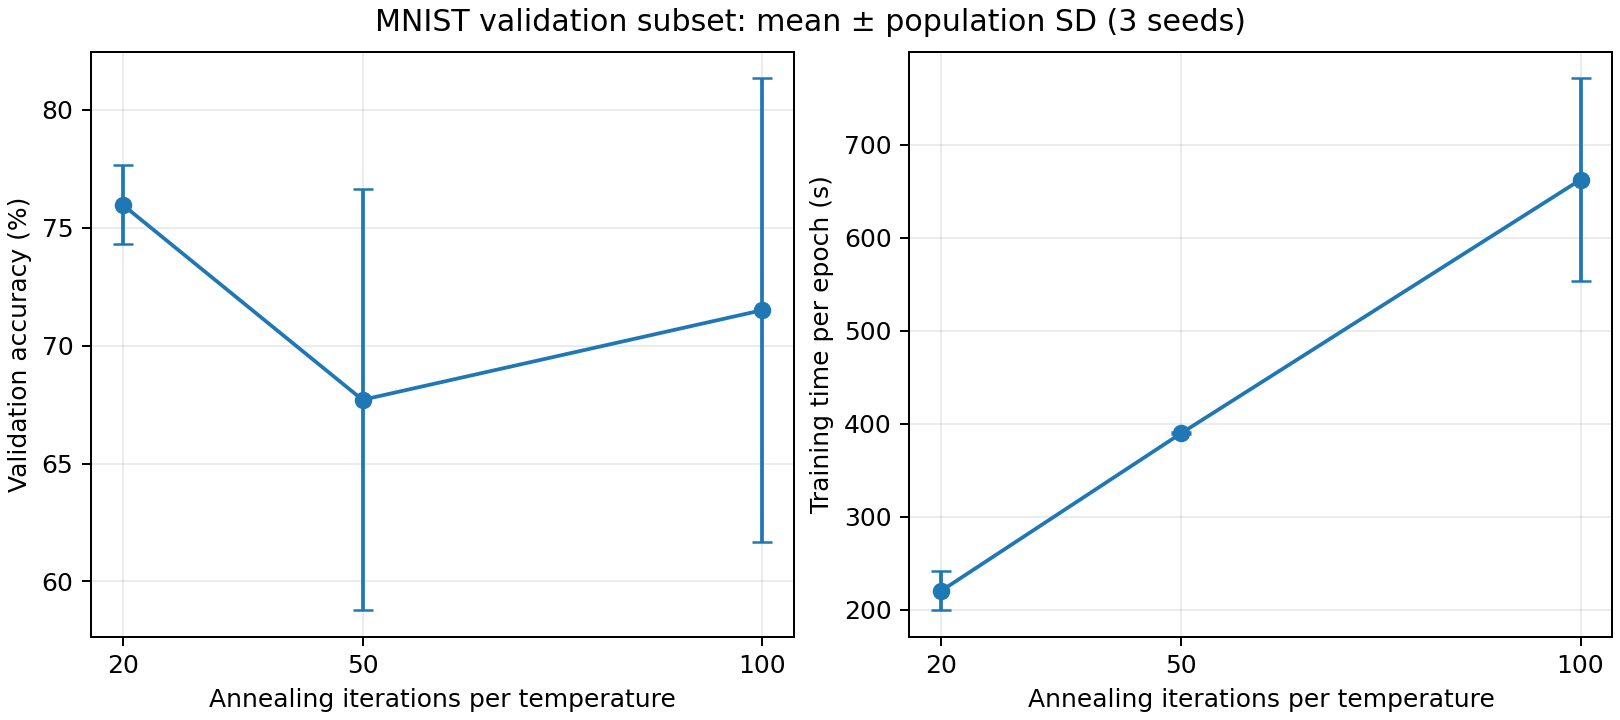 MNIST validation subset: mean ± population SD (3 seeds)
Validation accuracy (%)
80
75
70
65
60
20 50 100
Annealing iterations per temperature
Training time per epoch (s)
700
600
500
400
300
200
20 50 100
Annealing iterations per temperature